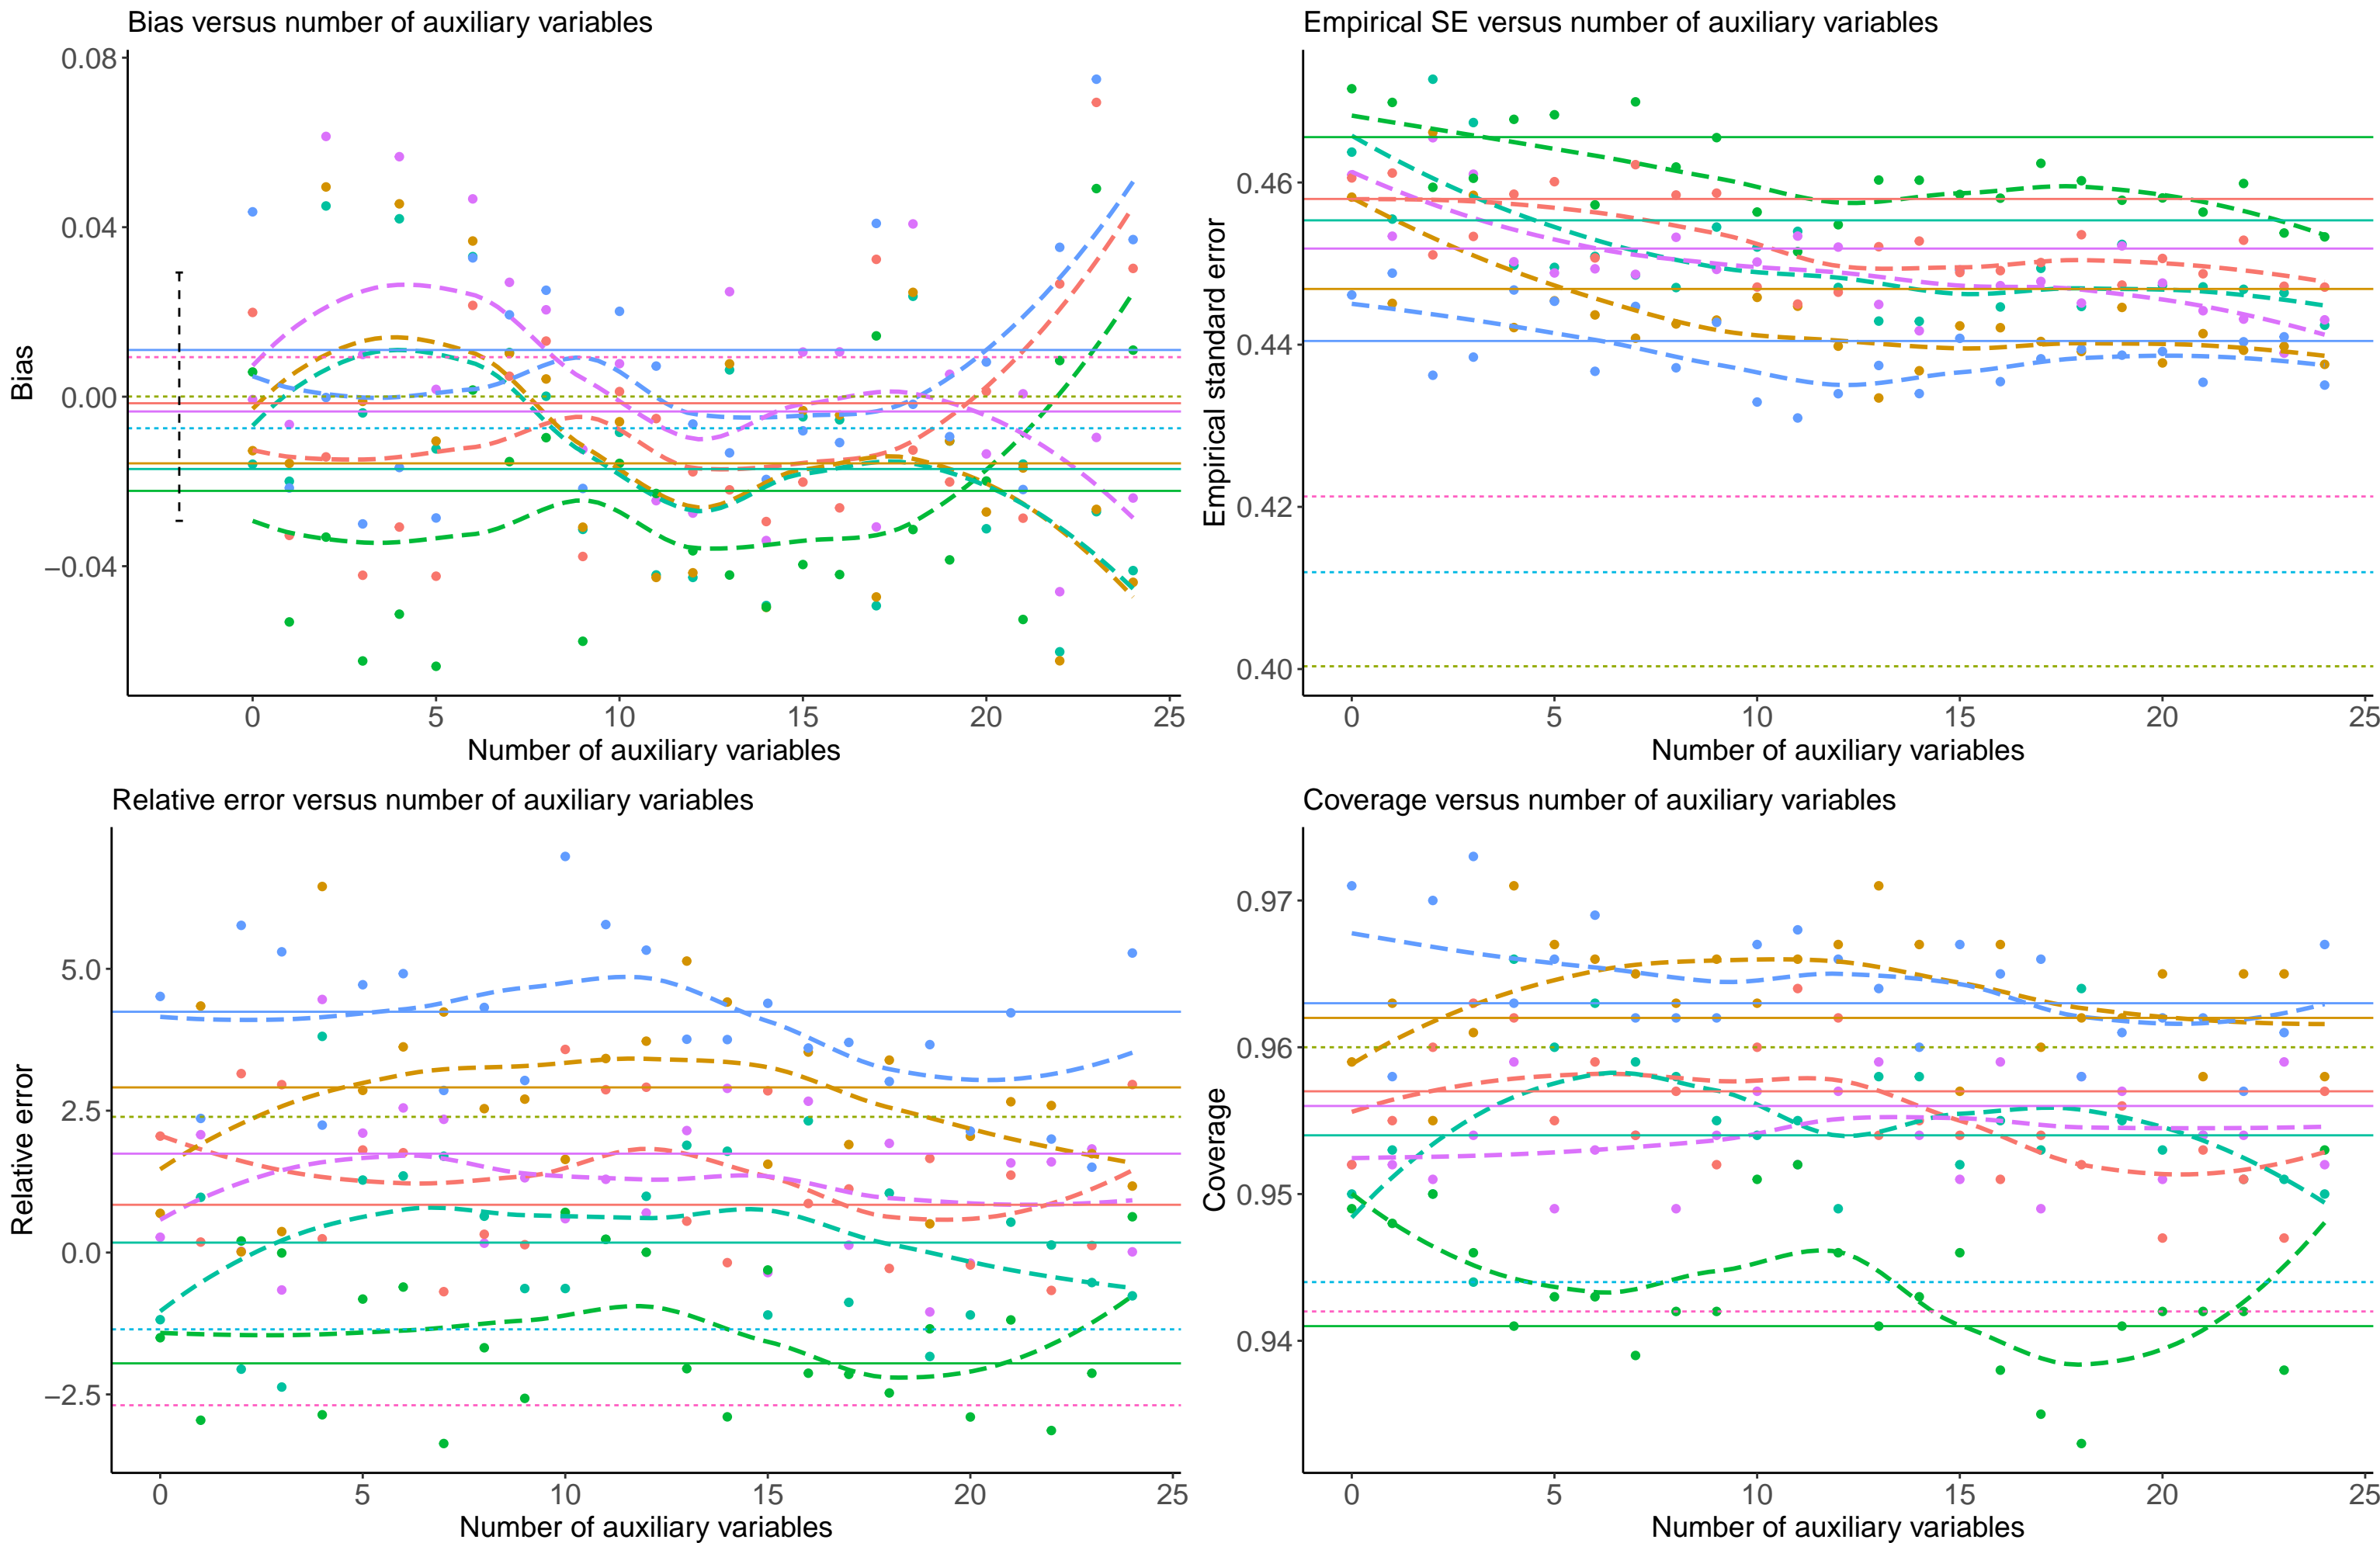 Bias versus number of auxiliary variables
0.08
0.04
0.00
−0.04
Bias
0 5 10 15 20 25
Number of auxiliary variables
Empirical SE versus number of auxiliary variables
0.46
0.44
0.42
0.40
Empirical standard error
0 5 10 15 20 25
Number of auxiliary variables
Relative error versus number of auxiliary variables
5.0
2.5
0.0
−2.5
Relative error
0 5 10 15 20 25
Number of auxiliary variables
Coverage versus number of auxiliary variables
0.97
0.96
0.95
0.94
Coverage
0 5 10 15 20 25
Number of auxiliary variables